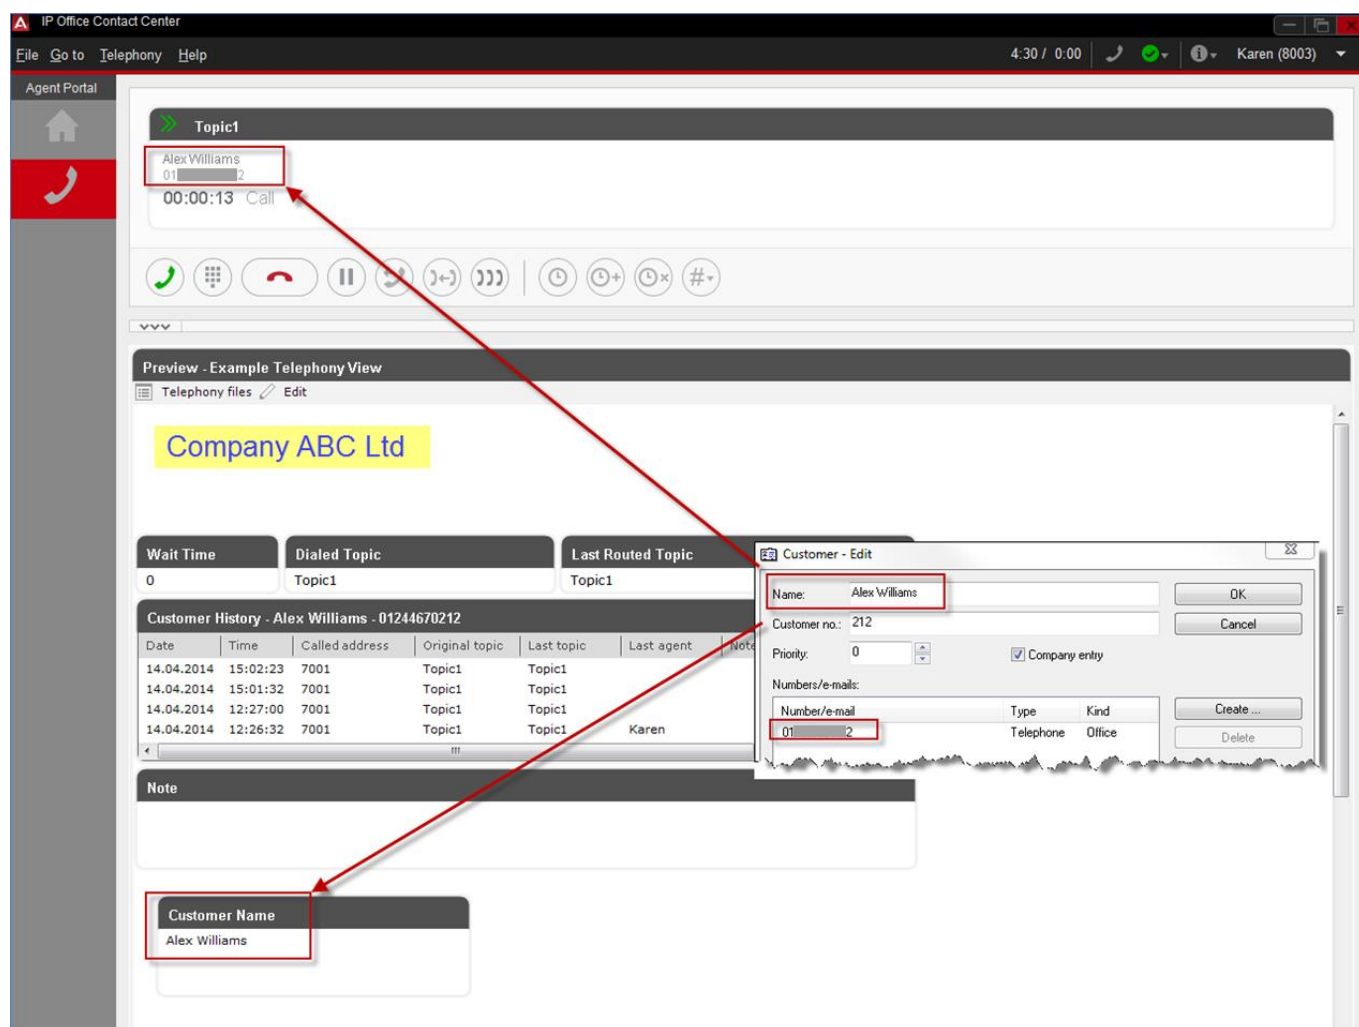 IP Office Contact Center
File Go to Telephony Help
4:30 / 0:00
Karen (8003)
Agent Portal
Topic1
Alex Williams
01 2
00:00:13 Call
Preview - Example Telephony View
Telephony files Edit
Company ABC Ltd
Wait Time
Dialed Topic
Last Routed Topic
0
Topic1
Topic1
Customer History - Alex Williams - 01244670212
Date Time Called address Original topic Last topic Last agent Note
14.04.2014 15:02:23 7001 Topic1 Topic1
14.04.2014 15:01:32 7001 Topic1 Topic1
14.04.2014 12:27:00 7001 Topic1 Topic1
14.04.2014 12:26:32 7001 Topic1 Topic1 Karen
Note
Customer Name
Alex Williams
Customer - Edit
Name: Alex Williams
OK
Customer no.: 212
Cancel
Priority: 0
Company entry
Numbers/e-mails:
Number/e-mail Type Kind
Create ...
01 2 Telephone Office
Delete